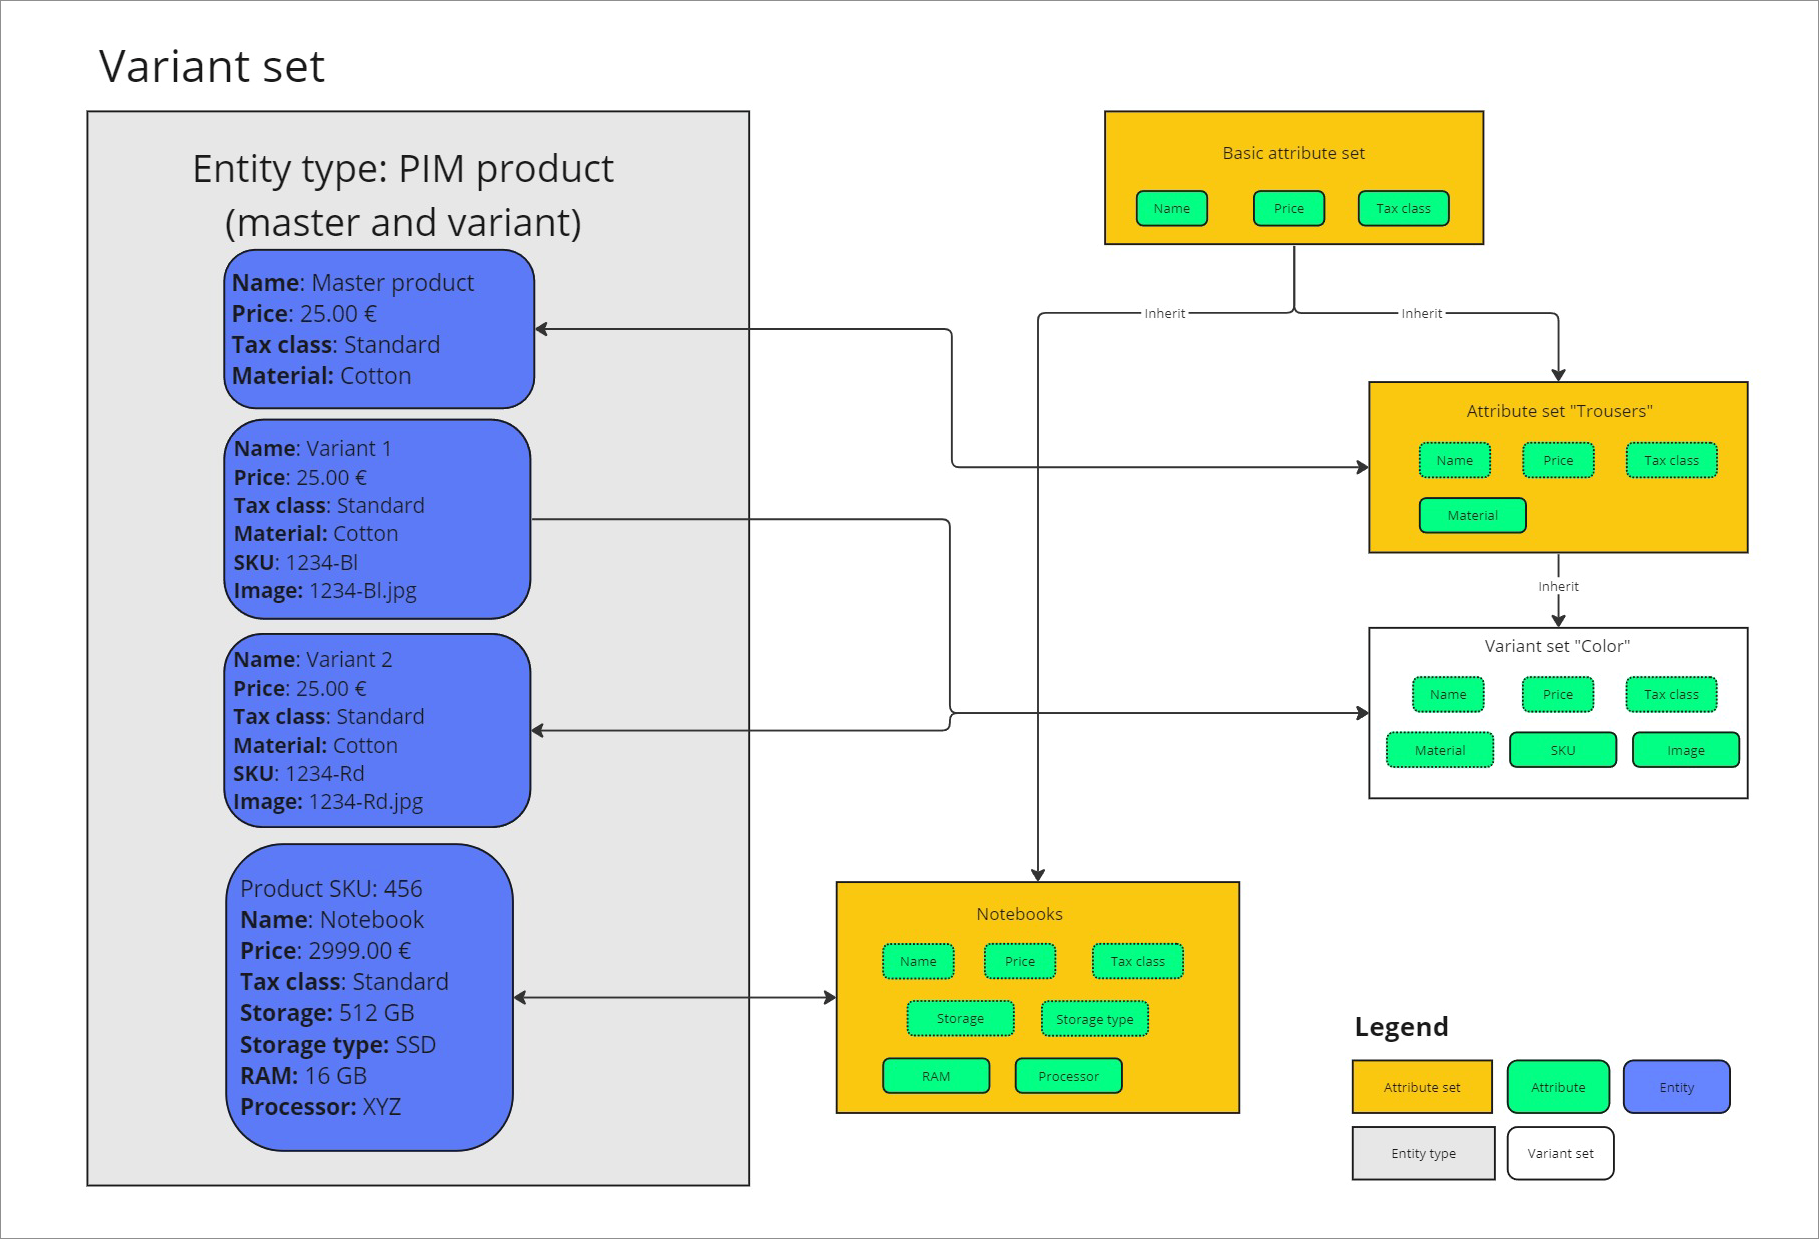 Variant set
Entity type: PIM product
(master and variant)
Name: Master product
Price: 25.00 €
Tax class: Standard
Material: Cotton
Name: Variant 1
Price: 25.00 €
Tax class: Standard
Material: Cotton
SKU: 1234-Bl
Image: 1234-Bl.jpg
Name: Variant 2
Price: 25.00 €
Tax class: Standard
Material: Cotton
SKU: 1234-Rd
Image: 1234-Rd.jpg
Product SKU: 456
Name: Notebook
Price: 2999.00 €
Tax class: Standard
Storage: 512 GB
Storage type: SSD
RAM: 16 GB
Processor: XYZ
Basic attribute set
Name Price Tax class
Inherit Inherit
Attribute set "Trousers"
Name Price Tax class
Material
Inherit
Variant set "Color"
Name Price Tax class
Material SKU Image
Notebooks
Name Price Tax class
Storage Storage type
RAM Processor
Legend
Attribute set Attribute Entity
Entity type Variant set